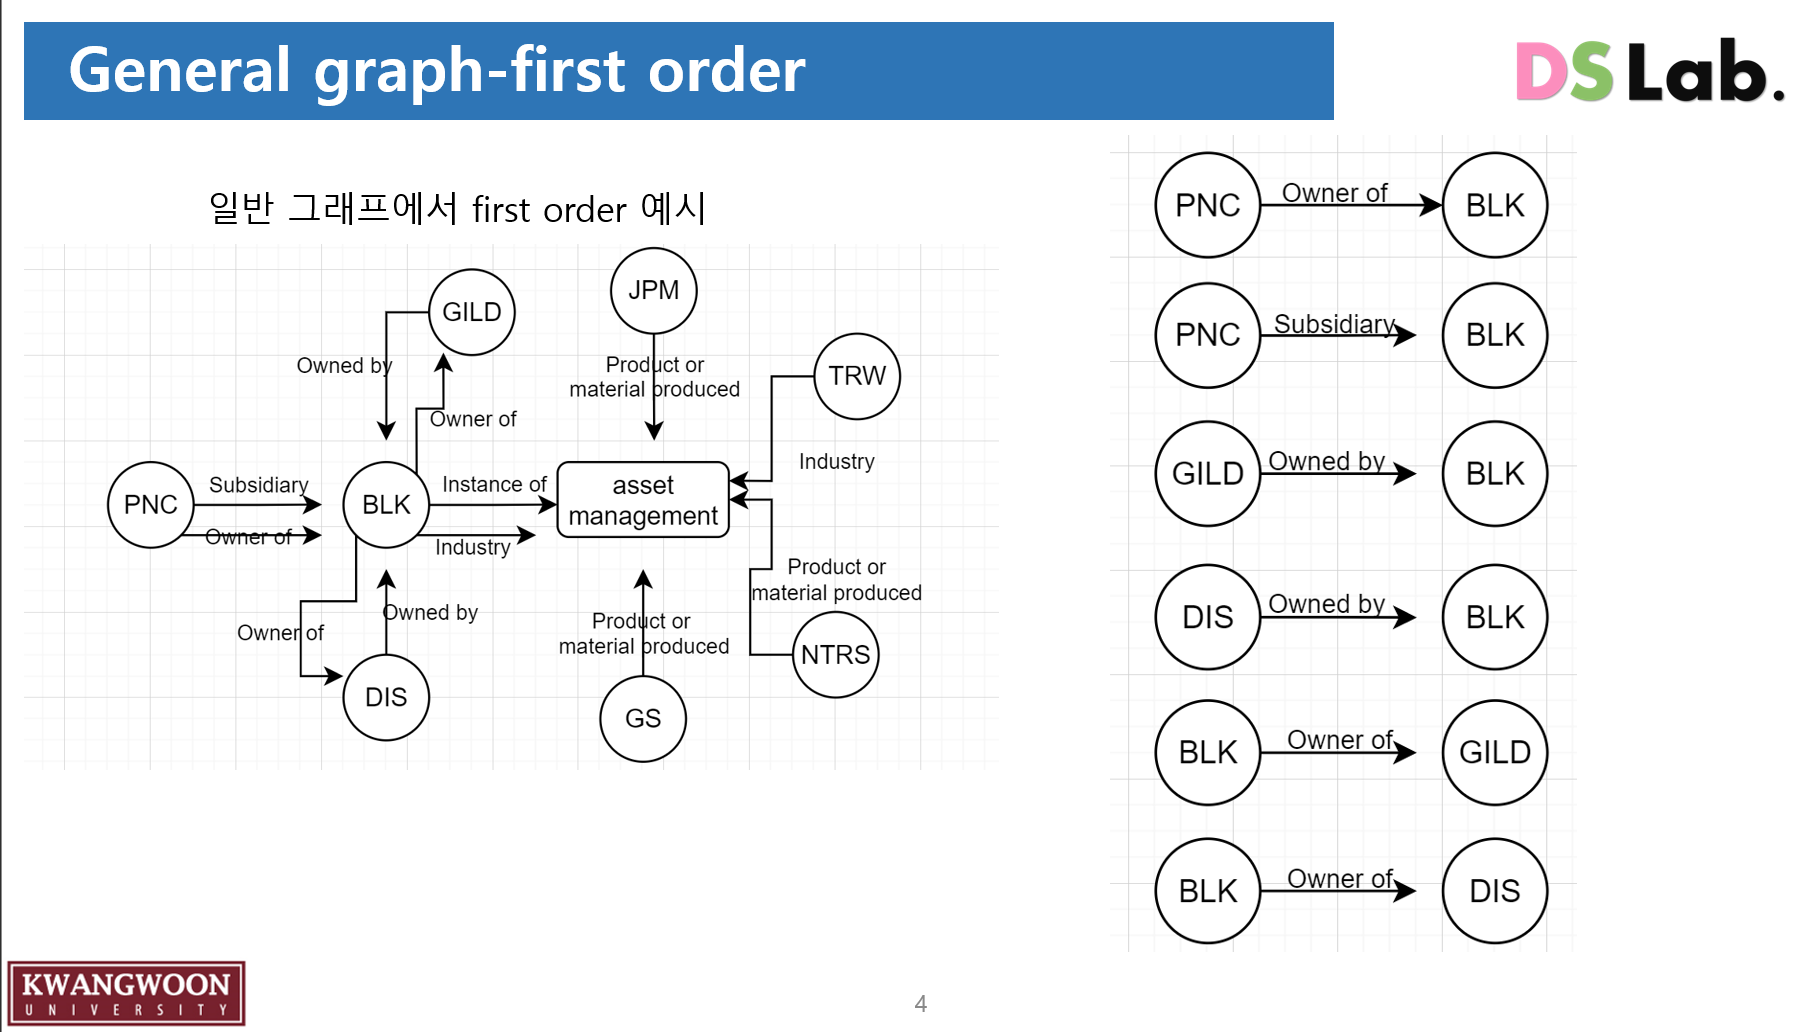 General graph-first order
DS Lab.
일반 그래프에서 first order 예시
GILD
JPM
TRW
Owned by
Owner of
Product or
material produced
Industry
PNC
Subsidiary
Owner of
BLK
Instance of
Industry
asset
management
Product or
material produced
Owner of
Owned by
Product or
material produced
DIS
GS
NTRS
PNC
Owner of
BLK
PNC
Subsidiary
BLK
GILD
Owned by
BLK
DIS
Owned by
BLK
BLK
Owner of
GILD
BLK
Owner of
DIS
KWANGWOON
UNIVERSITY
4